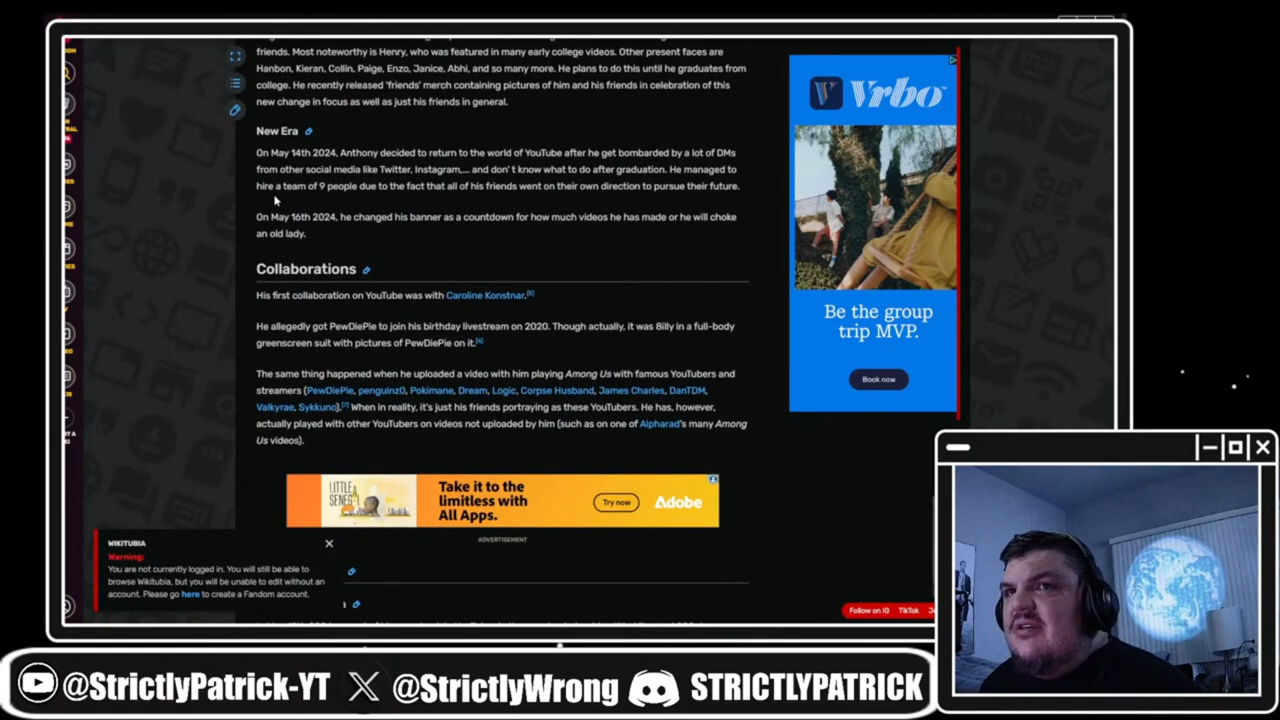 friends. Most noteworthy is Henry, who was featured in many early college videos. Other present faces are
Hanbon, Kieran, Collin, Paige, Enzo, Janice, Abhi, and so many more. He plans to do this until he graduates from
college. He recently released 'friends' merch containing pictures of him and his friends in celebration of this
new change in focus as well as just his friends in general.
New Era
On May 14th 2024, Anthony decided to return to the world of YouTube after he get bombarded by a lot of DMs
from other social media like Twitter, Instagram,... and don't know what to do after graduation. He managed to
hire a team of 9 people due to the fact that all of his friends went on their own direction to pursue their future.
On May 16th 2024, he changed his banner as a countdown for how much videos he has made or he will choke
an old lady.
Collaborations
His first collaboration on YouTube was with Caroline Konstnar.[5]
He allegedly got PewDiePie to join his birthday livestream on 2020. Though actually, it was 8illy in a full-body
greenscreen suit with pictures of PewDiePie on it.[6]
The same thing happened when he uploaded a video with him playing Among Us with famous YouTubers and
streamers (PewDiePie, penguinz0, Pokimane, Dream, Logic, Corpse Husband, James Charles, DanTDM,
Valkyrae, Sykkuno).[7] When in reality, it's just his friends portraying as these YouTubers. He has, however,
actually played with other YouTubers on videos not uploaded by him (such as on one of Alpharad's many Among
Us videos).
Vrbo
Be the group
trip MVP.
Book now
LITTLE
SENEG
Take it to the
limitless with
All Apps.
Try now
Adobe
ADVERTISEMENT
WIKITUBIA
Warning:
You are not currently logged in. You will still be able to
browse Wikitubia, but you will be unable to edit without an
account. Please go here to create a Fandom account.
Follow on IG
TikTok
@StrictlyPatrick-YT
@StrictlyWrong
STRICTLYPATRICK